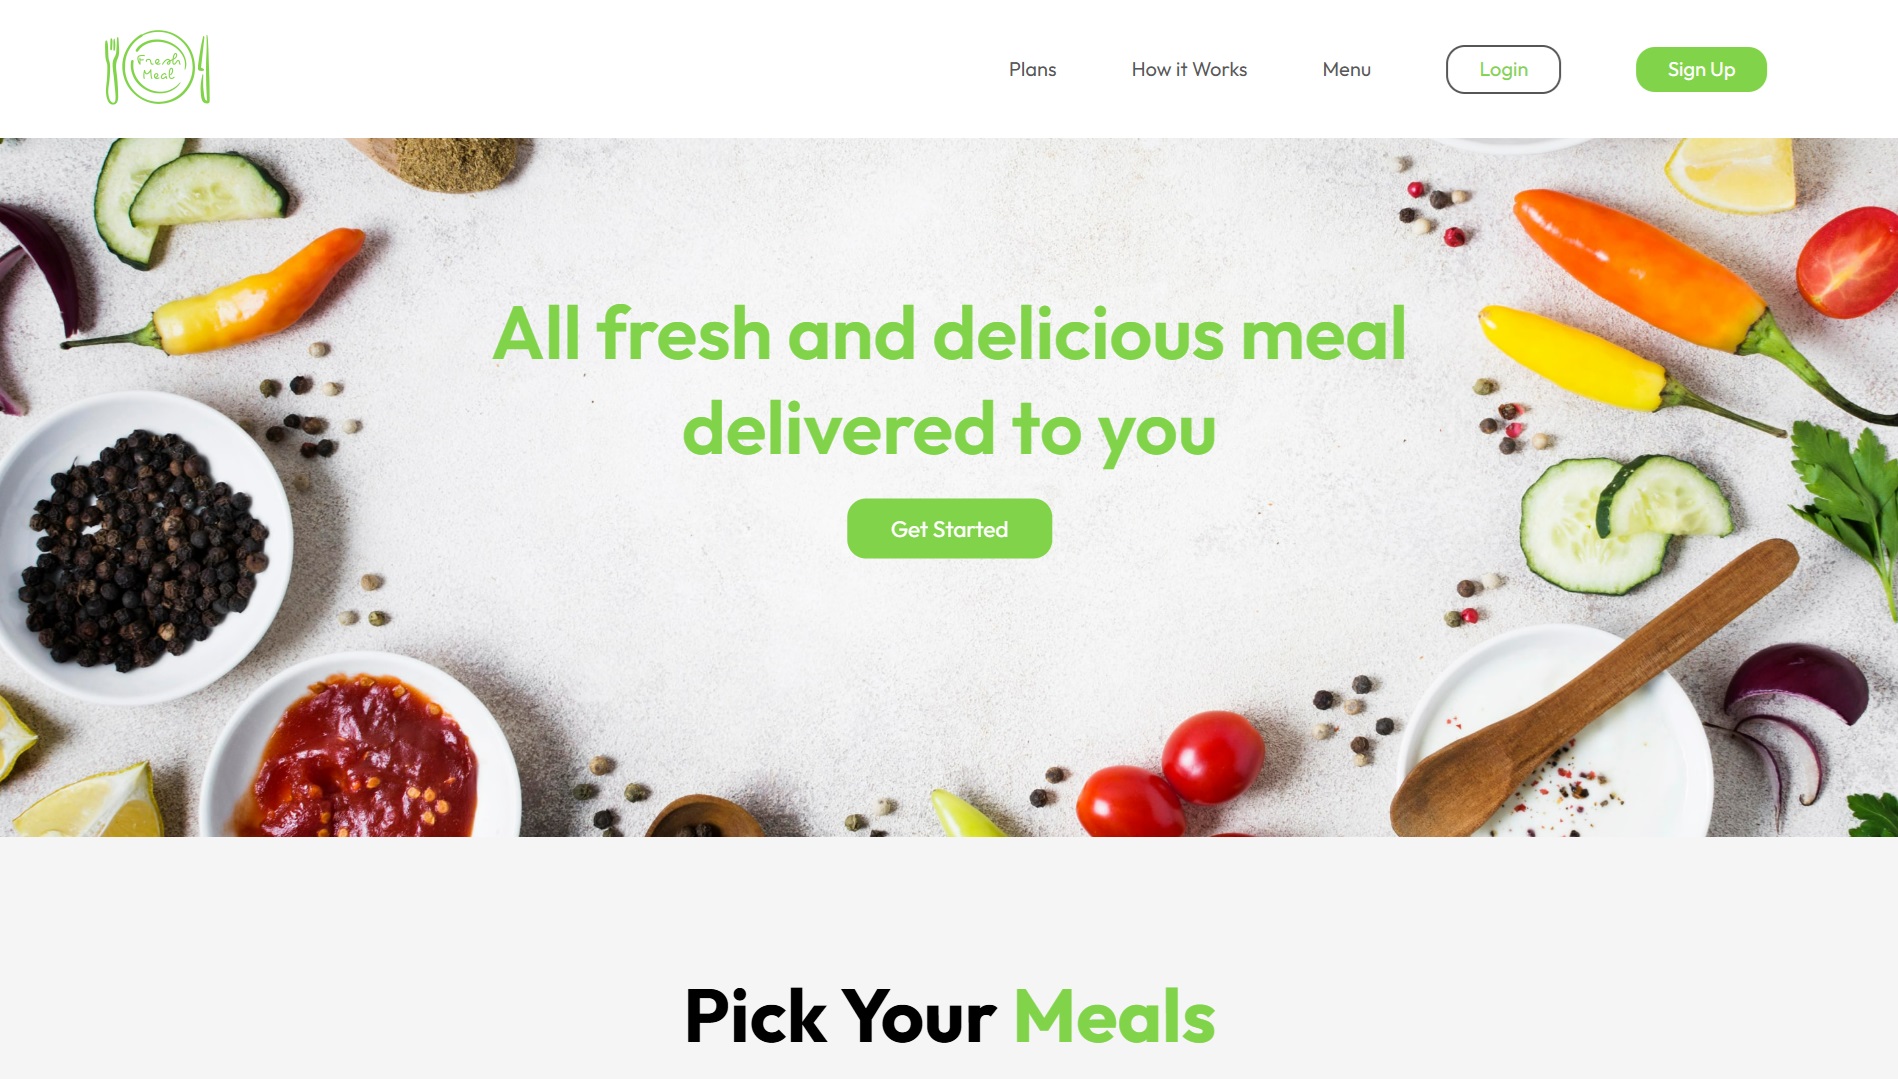 Fresh
Meal
Plans
How it Works
Menu
Login
Sign Up
All fresh and delicious meal
delivered to you
Get Started
Pick Your Meals